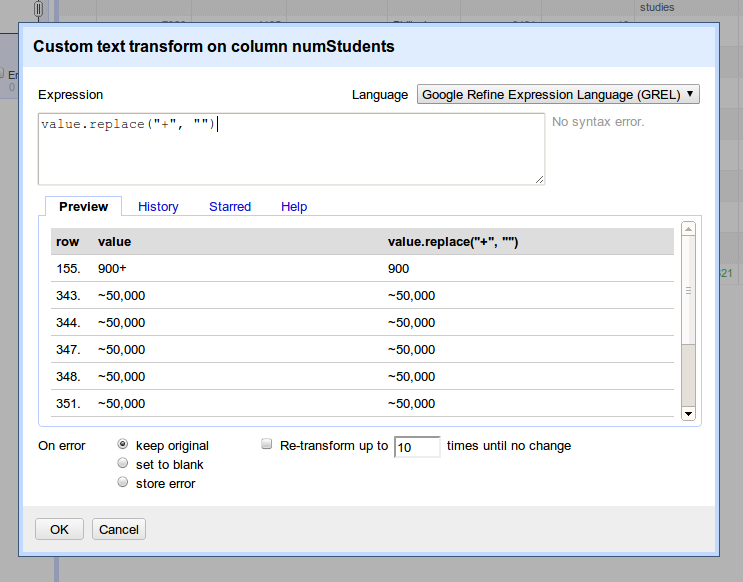 studies
Custom text transform on column numStudents
Expression Language Google Refine Expression Language (GREL)
value.replace("+", "") No syntax error.
Er
0
Preview History Starred Help
row value value.replace("+", "")
155. 900+ 900
21
343. ~50,000 ~50,000
344. ~50,000 ~50,000
347. ~50,000 ~50,000
348. ~50,000 ~50,000
351. ~50,000 ~50,000
On error keep original Re-transform up to 10 times until no change
set to blank
store error
OK Cancel